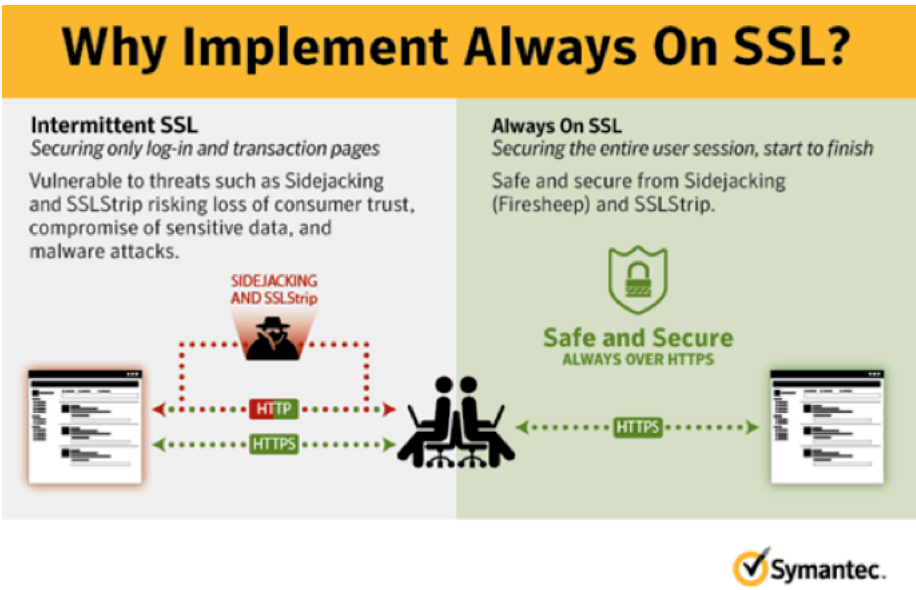 Why Implement Always On SSL?
Intermittent SSL
Securing only log-in and transaction pages
Vulnerable to threats such as Sidejacking
and SSLStrip risking loss of consumer trust,
compromise of sensitive data, and
malware attacks.
SIDEJACKING
AND SSLStrip
HTTP
HTTPS
Always On SSL
Securing the entire user session, start to finish
Safe and secure from Sidejacking
(Firesheep) and SSLStrip.
Safe and Secure
ALWAYS OVER HTTPS
HTTPS
Symantec.